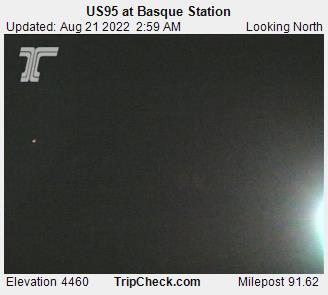 US95 at Basque Station
Updated: Aug 21 2022 2:59 AM Looking North
Elevation 4460 TripCheck.com Milepost 91.62